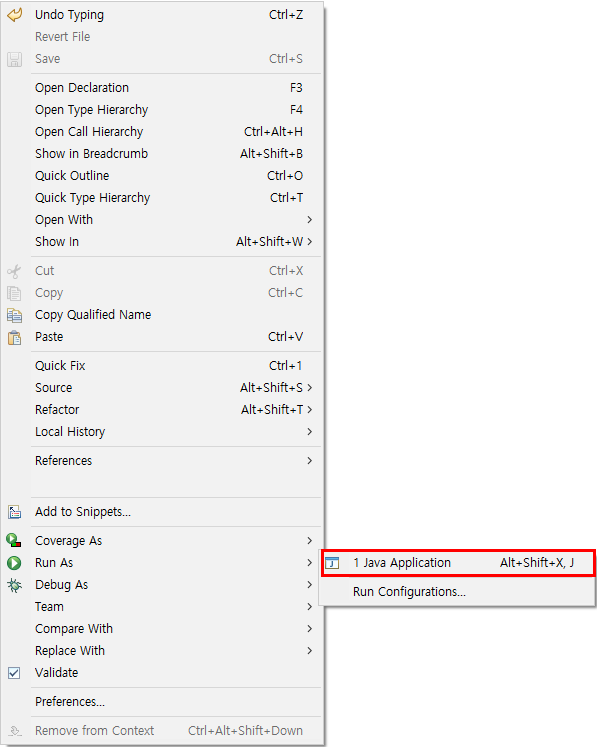 Undo Typing Ctrl+Z
Revert File
Save Ctrl+S
Open Declaration F3
Open Type Hierarchy F4
Open Call Hierarchy Ctrl+Alt+H
Show in Breadcrumb Alt+Shift+B
Quick Outline Ctrl+O
Quick Type Hierarchy Ctrl+T
Open With >
Show In Alt+Shift+W >
Cut Ctrl+X
Copy Ctrl+C
Copy Qualified Name
Paste Ctrl+V
Quick Fix Ctrl+1
Source Alt+Shift+S >
Refactor Alt+Shift+T >
Local History >
References >
Add to Snippets...
Coverage As >
Run As >
1 Java Application Alt+Shift+X, J
Debug As >
Run Configurations...
Team >
Compare With >
Replace With >
Validate
Preferences...
Remove from Context Ctrl+Alt+Shift+Down